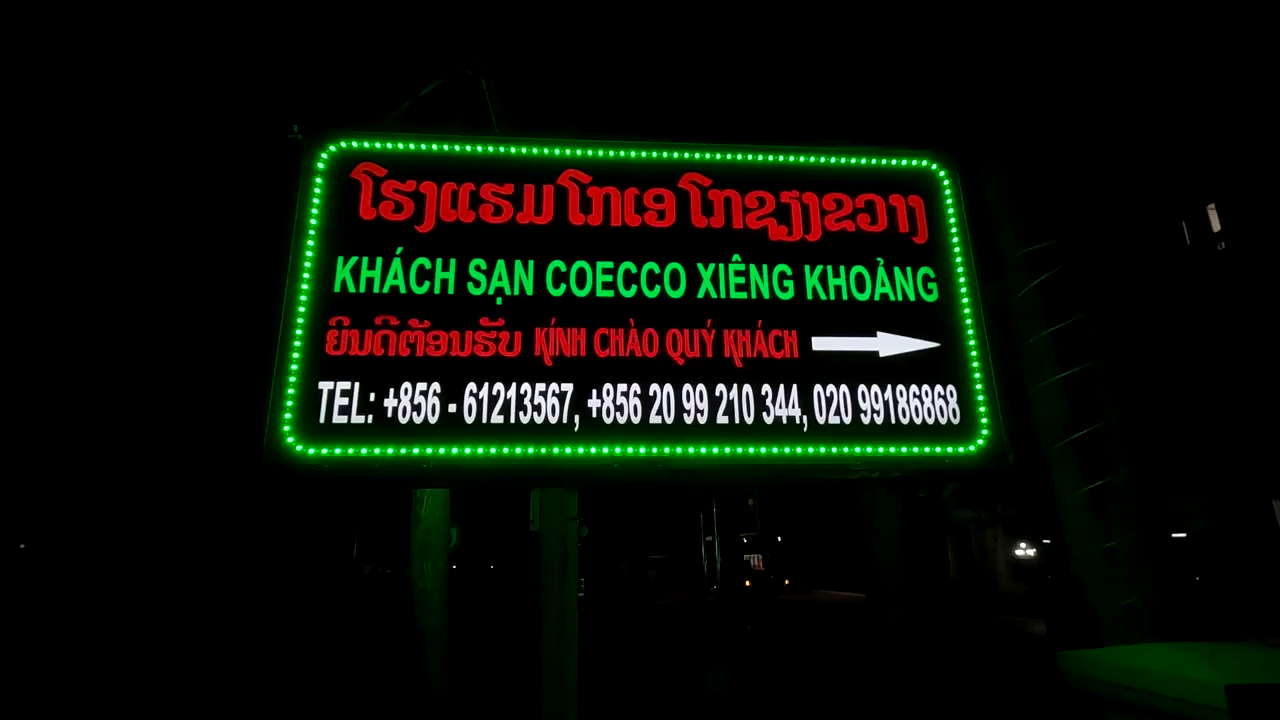 ໂຮງແຮມໂກເອໂກຊຽງຂວາງ
KHÁCH SẠN COECCO XIÊNG KHOẢNG
ຍິນດີຕ້ອນຮັບ KÍNH CHÀO QUÝ KHÁCH
TEL: +856 - 61213567, +856 20 99 210 344, 020 99186868